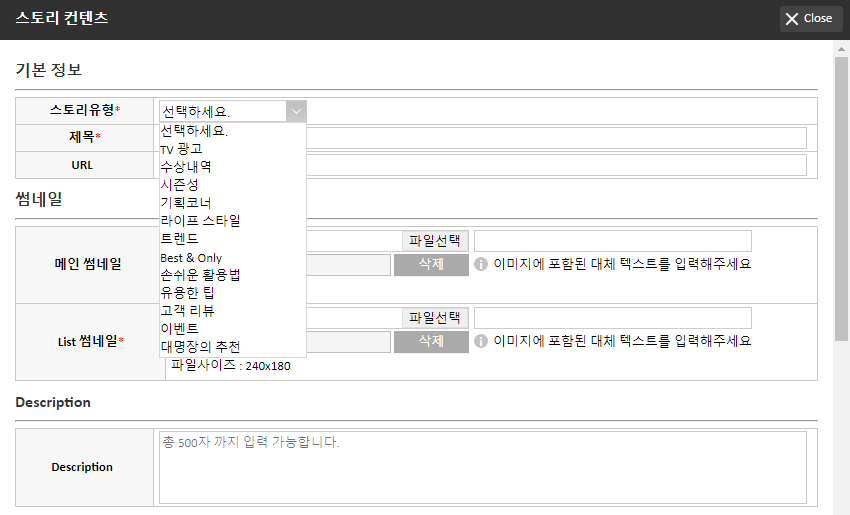 스토리 컨텐츠
Close
기본 정보
스토리유형*
선택하세요.
선택하세요.
TV 광고
수상내역
시즌성
기획코너
라이프 스타일
트렌드
Best & Only
손쉬운 활용법
유용한 팁
고객 리뷰
이벤트
대명장의 추천
제목*
URL
썸네일
메인 썸네일
파일선택
삭제
이미지에 포함된 대체 텍스트를 입력해주세요
List 썸네일*
파일선택
삭제
이미지에 포함된 대체 텍스트를 입력해주세요
파일사이즈 : 240x180
Description
Description
총 500자 까지 입력 가능합니다.